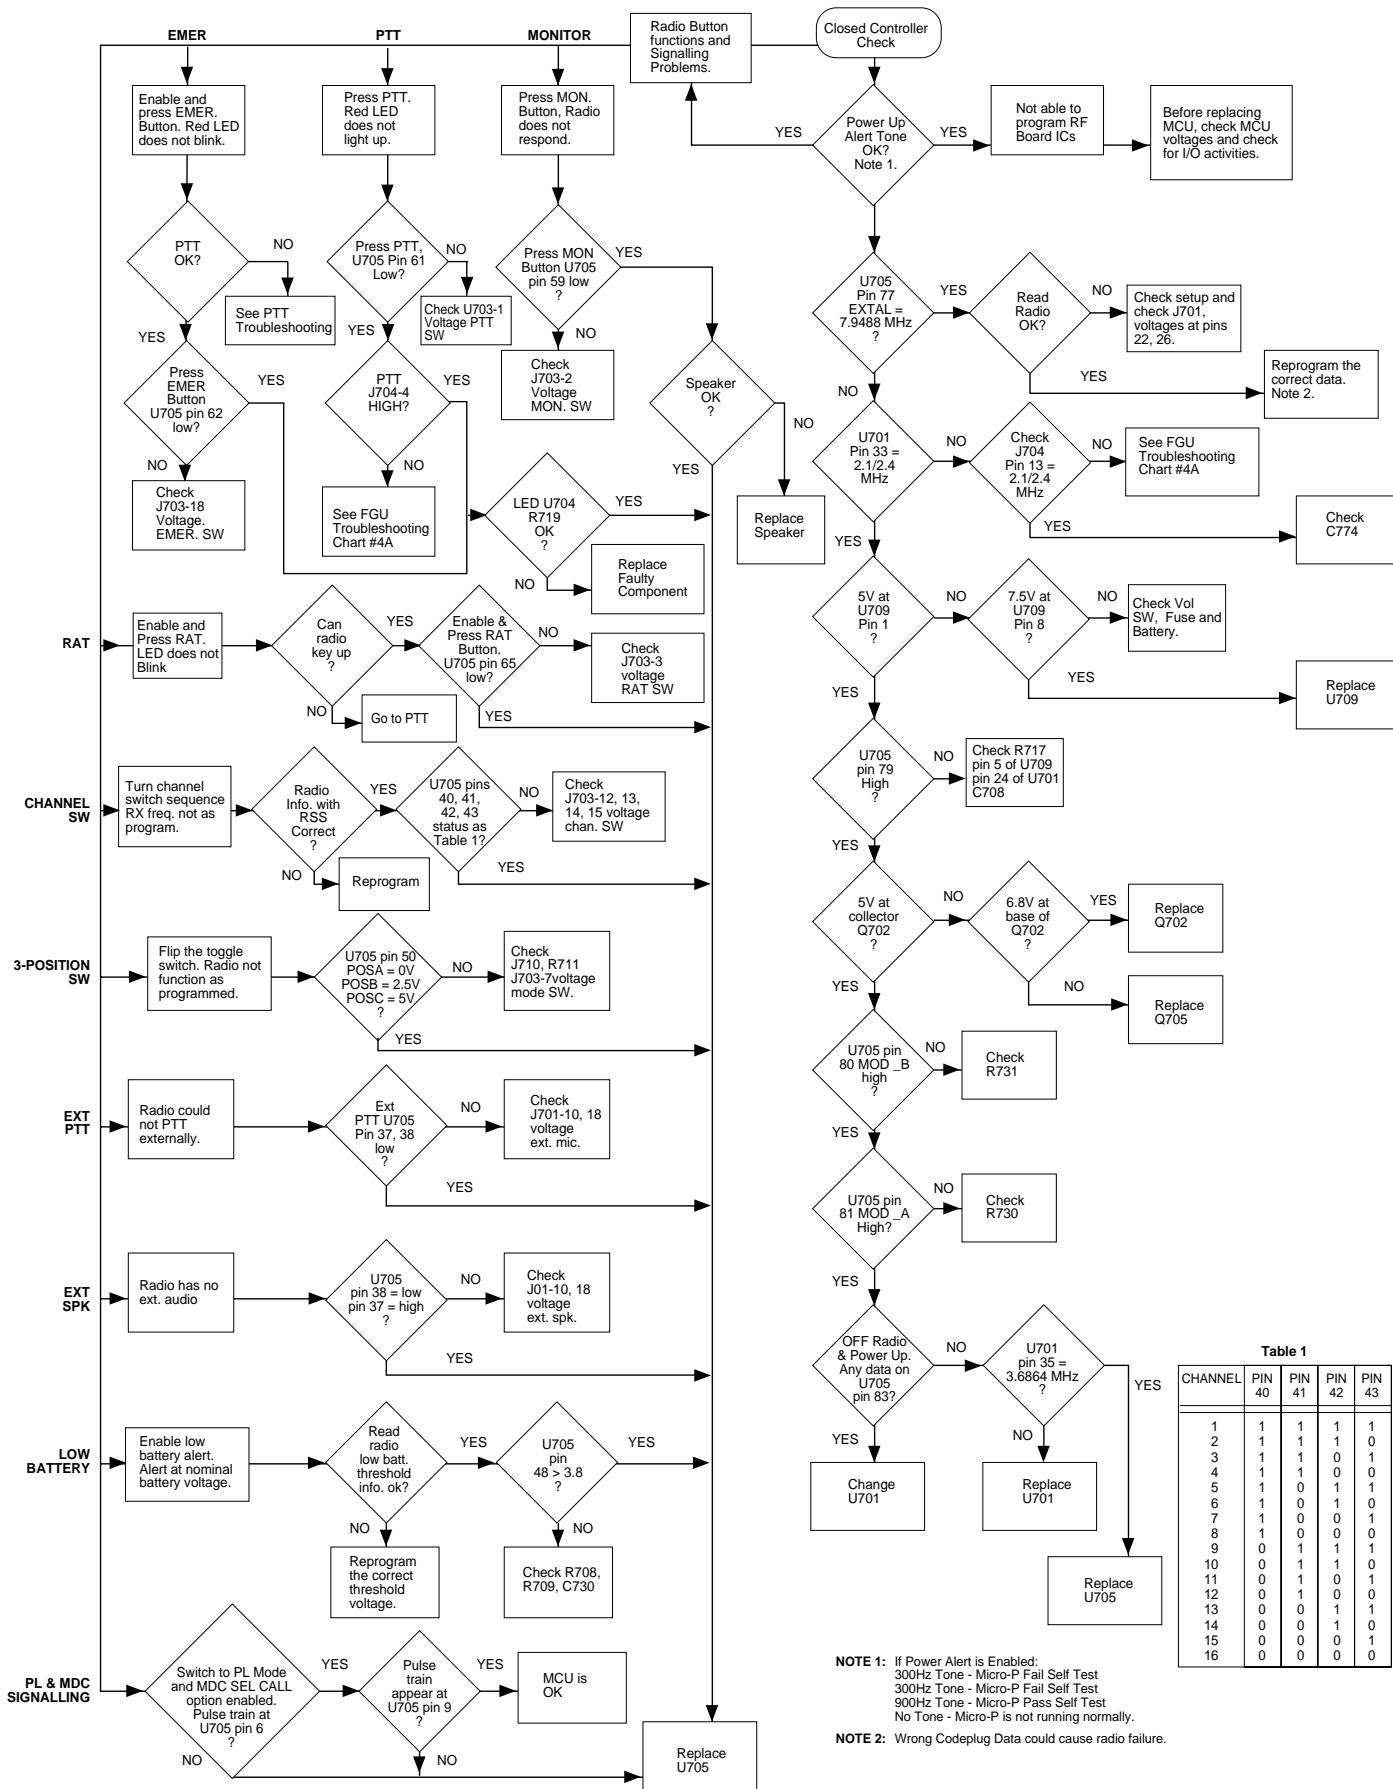 EMER
PTT
MONITOR
Radio Button
functions and
Signalling
Problems.
Closed Controller
Check
Enable and
press EMER.
Button. Red LED
does not blink.
Press PTT.
Red LED
does not
light up.
Press MON.
Button, Radio
does not
respond.
YES
Power Up
Alert Tone
OK?
Note 1.
YES
Not able to
program RF
Board ICs
Before replacing
MCU, check MCU
voltages and check
for I/O activities.
PTT
OK?
NO
See PTT
Troubleshooting
YES
Press PTT,
U705 Pin 61
Low?
NO
Check U703-1
Voltage PTT
SW
YES
Press MON
Button U705
pin 59 low
?
YES
NO
Check
J703-2
Voltage
MON. SW
U705
Pin 77
EXTAL =
7.9488 MHz
?
YES
Read
Radio
OK?
NO
Check setup and
check J701,
voltages at pins
22, 26.
YES
Reprogram the
correct data.
Note 2.
NO
Press
EMER
Button
U705 pin 62
low?
YES
NO
Check
J703-18
Voltage.
EMER. SW
PTT
J704-4
HIGH?
YES
NO
See FGU
Troubleshooting
Chart #4A
Speaker
OK
?
NO
YES
Replace
Speaker
LED U704
R719
OK
?
YES
NO
Replace
Faulty
Component
U701
Pin 33 =
2.1/2.4
MHz
NO
Check
J704
Pin 13 =
2.1/2.4
MHz
NO
See FGU
Troubleshooting
Chart #4A
YES
Check
C774
YES
RAT
Enable and
Press RAT.
LED does not
Blink
Can
radio
key up
?
YES
Enable &
Press RAT
Button.
U705 pin 65
low?
NO
Check
J703-3
voltage
RAT SW
NO
Go to PTT
YES
5V at
U709
Pin 1
?
NO
7.5V at
U709
Pin 8
?
NO
Check Vol
SW, Fuse and
Battery.
YES
Replace
U709
YES
CHANNEL
SW
Turn channel
switch sequence
RX freq. not as
program.
Radio
Info. with
RSS
Correct
?
YES
U705 pins
40, 41,
42, 43
status as
Table 1?
NO
Check
J703-12, 13,
14, 15 voltage
chan. SW
NO
Reprogram
YES
U705
pin 79
High
?
NO
Check R717
pin 5 of U709
pin 24 of U701
C708
YES
5V at
collector
Q702
?
NO
6.8V at
base of
Q702
?
YES
Replace
Q702
NO
Replace
Q705
YES
3-POSITION
SW
Flip the toggle
switch. Radio not
function as
programmed.
U705 pin 50
POSA = 0V
POSB = 2.5V
POSC = 5V
?
NO
Check
J710, R711
J703-7voltage
mode SW.
YES
U705 pin
80 MOD _B
high
?
NO
Check
R731
YES
EXT
PTT
Radio could
not PTT
externally.
Ext
PTT U705
Pin 37, 38
low
?
NO
Check
J701-10, 18
voltage
ext. mic.
YES
U705 pin
81 MOD _A
High?
NO
Check
R730
YES
EXT
SPK
Radio has no
ext. audio
U705
pin 38 = low
pin 37 = high
?
NO
Check
J01-10, 18
voltage
ext. spk.
YES
OFF Radio
& Power Up.
Any data on
U705
pin 83?
NO
U701
pin 35 =
3.6864 MHz
?
YES
YES
Change
U701
NO
Replace
U701
Replace
U705
LOW
BATTERY
Enable low
battery alert.
Alert at nominal
battery voltage.
Read
radio
low batt.
threshold
info. ok?
YES
U705
pin
48 > 3.8
?
YES
NO
Reprogram
the correct
threshold
voltage.
NO
Check R708,
R709, C730
PL & MDC
SIGNALLING
Switch to PL Mode
and MDC SEL CALL
option enabled.
Pulse train at
U705 pin 6
?
YES
Pulse
train
appear at
U705 pin 9
?
YES
MCU is
OK
NO
NO
Replace
U705
Table 1
CHANNEL PIN 40 PIN 41 PIN 42 PIN 43
1 1 1 1 1
2 1 1 1 0
3 1 1 0 1
4 1 1 0 0
5 1 0 1 1
6 1 0 1 0
7 1 0 0 1
8 1 0 0 0
9 0 1 1 1
10 0 1 1 0
11 0 1 0 1
12 0 1 0 0
13 0 0 1 1
14 0 0 1 0
15 0 0 0 1
16 0 0 0 0
NOTE 1: If Power Alert is Enabled:
300Hz Tone - Micro-P Fail Self Test
300Hz Tone - Micro-P Fail Self Test
900Hz Tone - Micro-P Pass Self Test
No Tone - Micro-P is not running normally.
NOTE 2: Wrong Codeplug Data could cause radio failure.